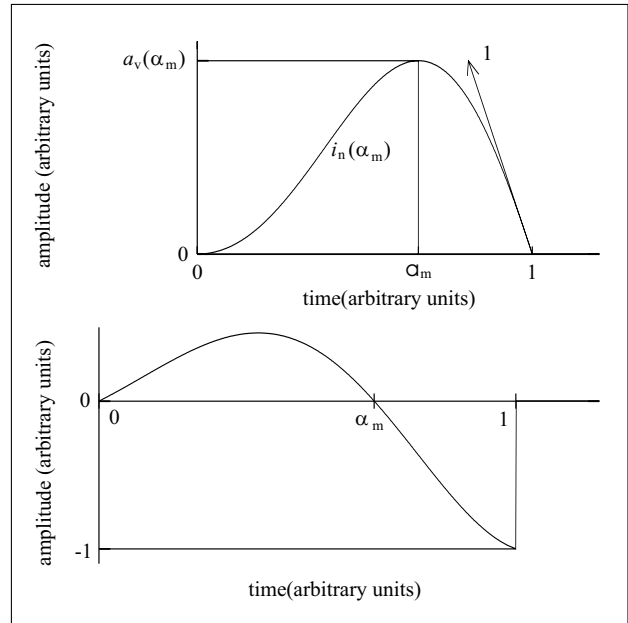 amplitude (arbitrary units)
a_v(α_m)
1
i_n(α_m)
0
0
α_m
1
time(arbitrary units)
amplitude (arbitrary units)
0
0
α_m
1
-1
time(arbitrary units)